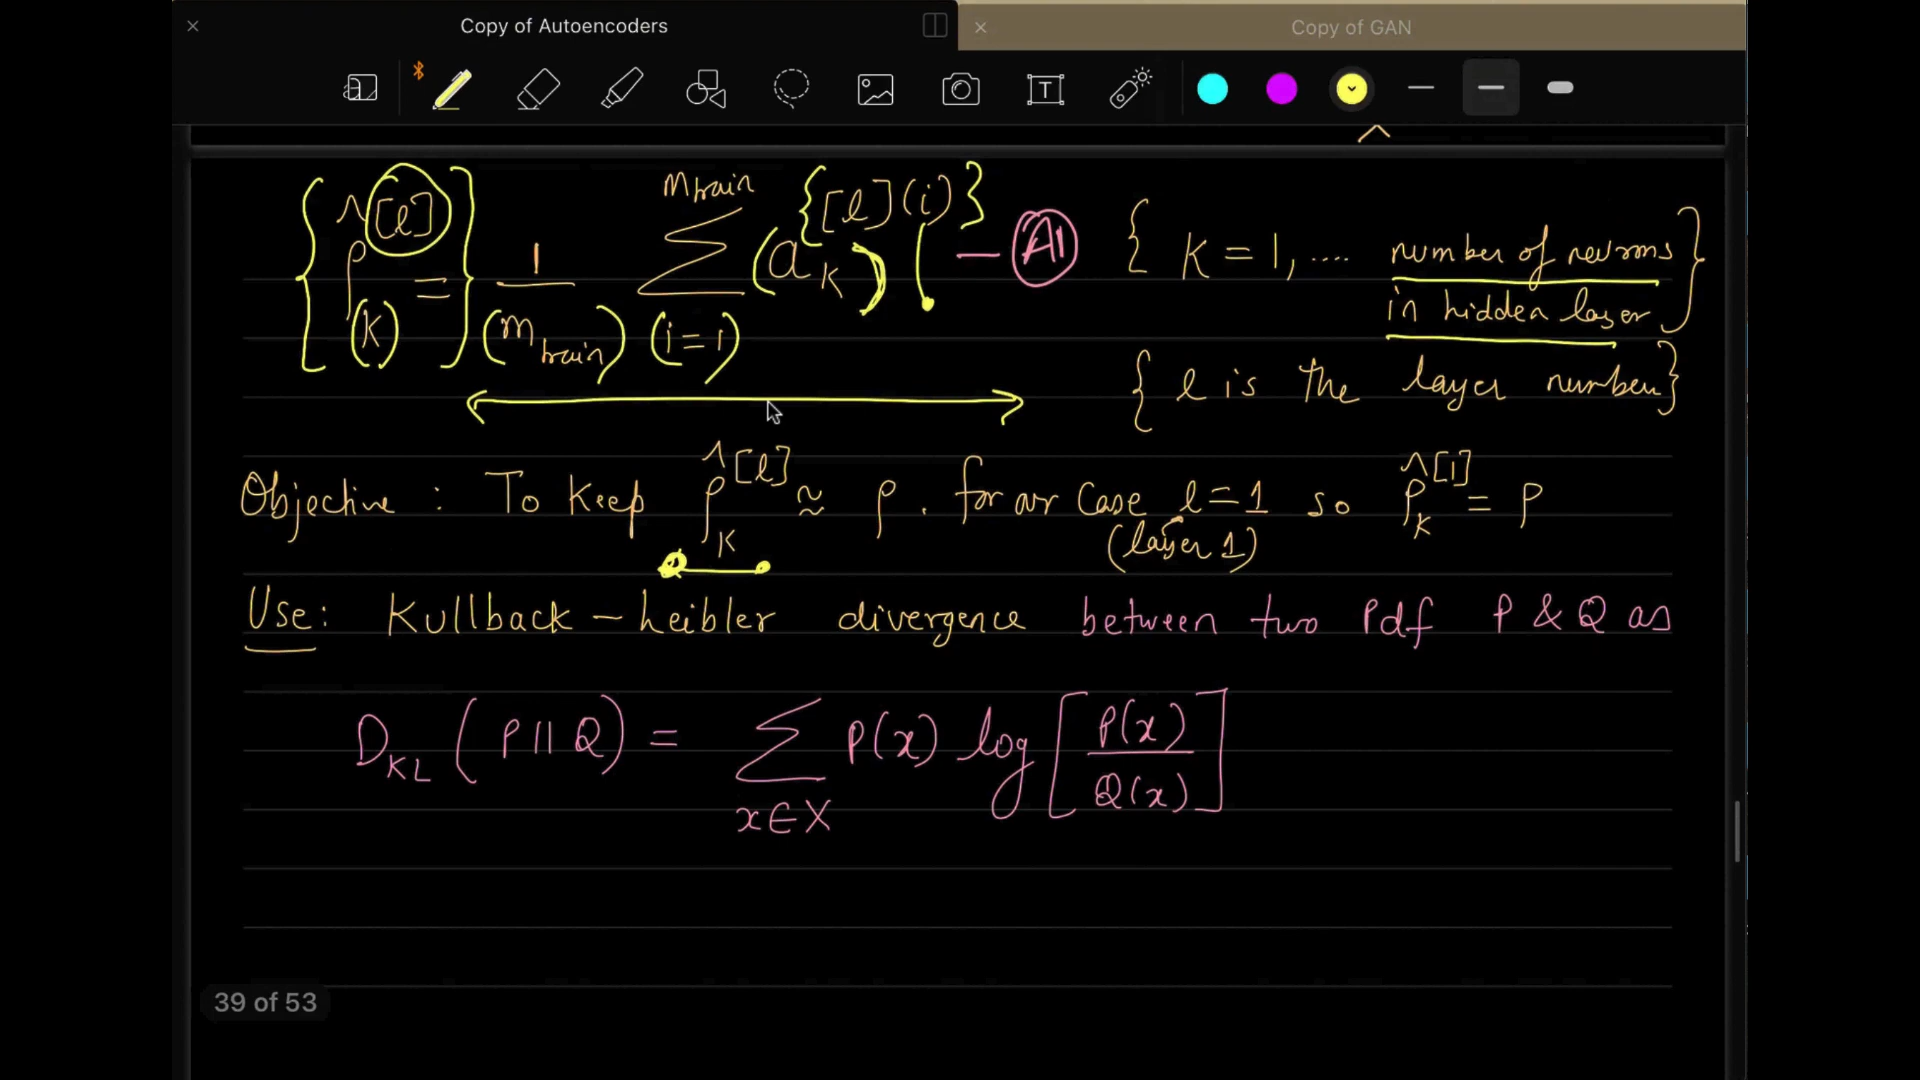 Copy of Autoencoders
Copy of GAN
ρ̂_(K)^[l] = 1/(m_train) Σ_(i=1)^(m_train) (a_K)^{[l](i)} — A1 { K = 1, .... number of neurons
in hidden layer }
{ l is the layer number }
Objective : To keep ρ̂_K^[l] ≈ ρ . for our case l = 1 so ρ̂_K^[1] = ρ
(layer 1)
Use: Kullback – Leibler divergence between two Pdf P & Q as
D_KL ( P || Q ) = Σ_(x∈X) P(x) log [ P(x) / Q(x) ]
39 of 53